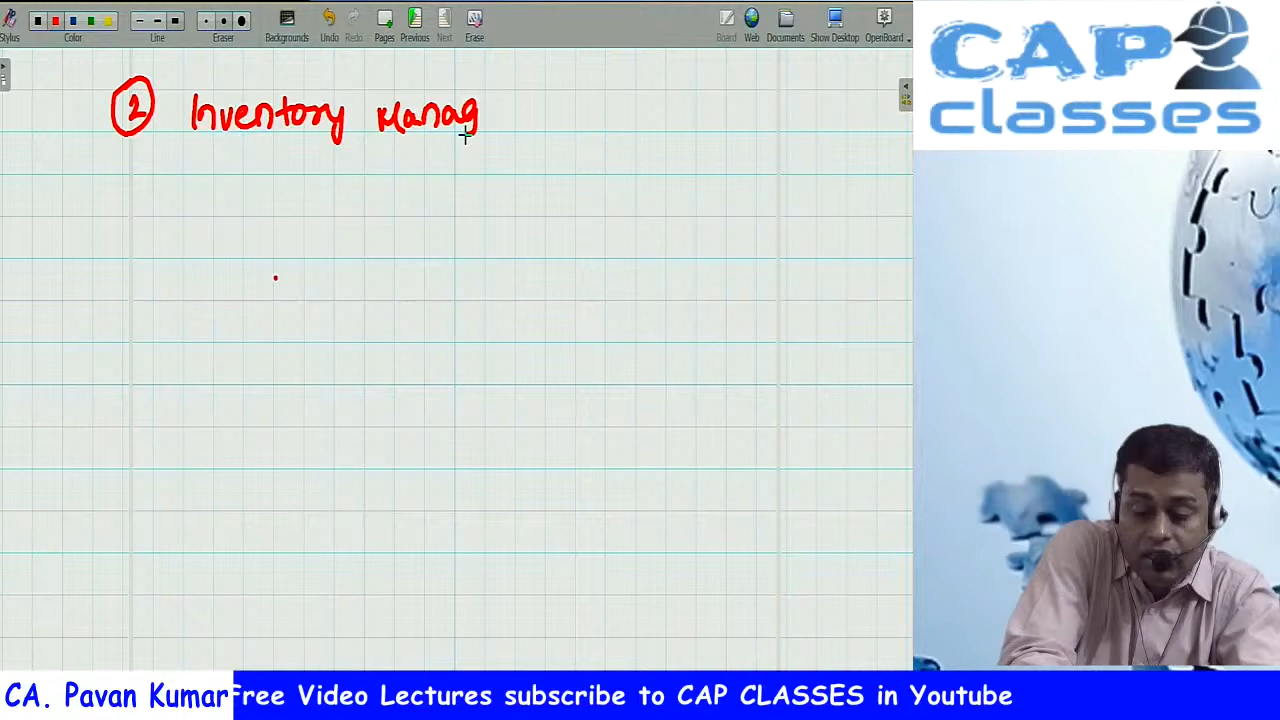 Stylus
Color
Line
Eraser
Backgrounds
Undo
Redo
Pages
Previous
Next
Erase
Board
Web
Documents
Show Desktop
OpenBoard
CAP
classes
2 Inventory Manag
CA. Pavan Kumar
Free Video Lectures subscribe to CAP CLASSES in Youtube